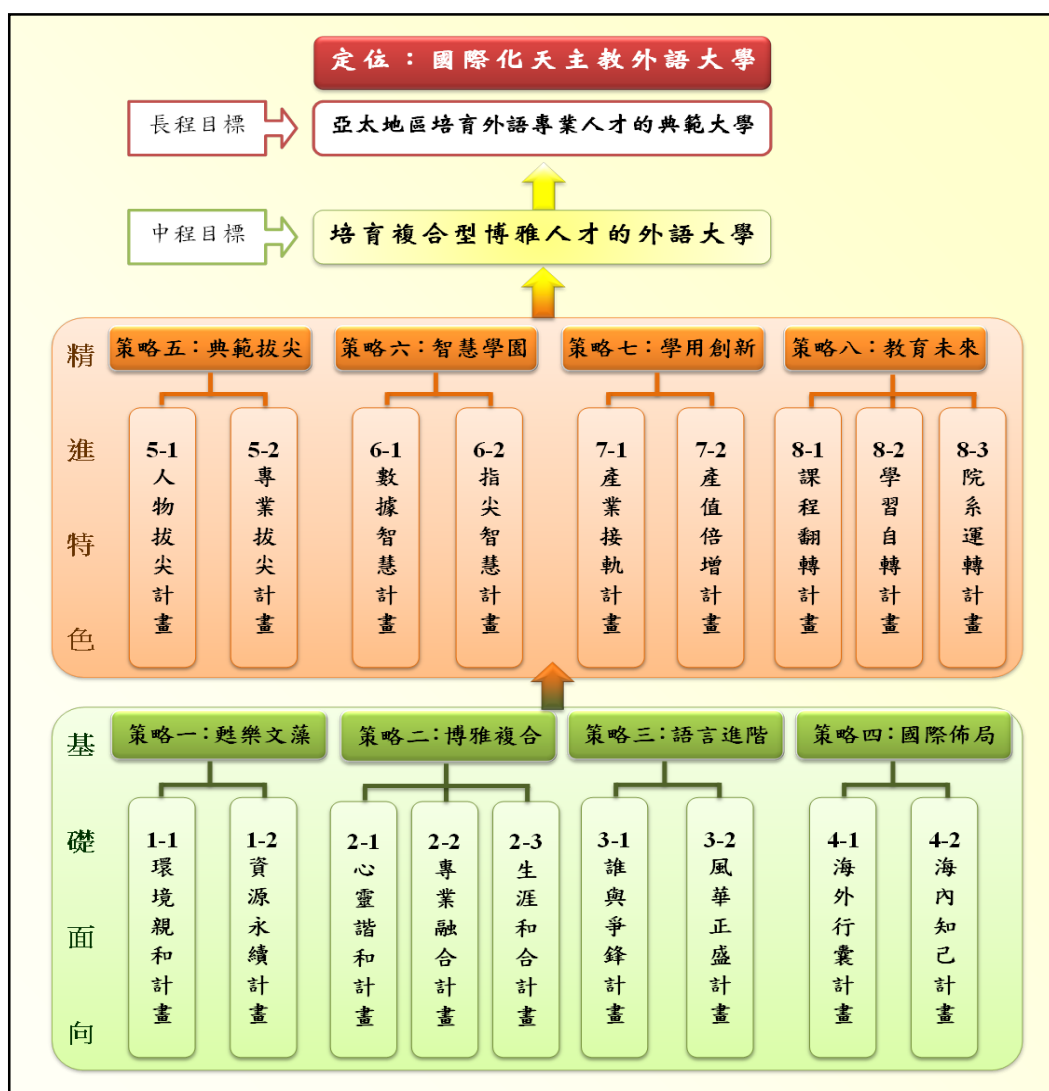 定位：國際化天主教外語大學
長程目標
亞太地區培育外語專業人才的典範大學
中程目標
培育複合型博雅人才的外語大學
精進特色
策略五：典範拔尖
5-1
人物拔尖計畫
5-2
專業拔尖計畫
策略六：智慧學園
6-1
數據智慧計畫
6-2
指尖智慧計畫
策略七：學用創新
7-1
產業接軌計畫
7-2
產值倍增計畫
策略八：教育未來
8-1
課程翻轉計畫
8-2
學習自轉計畫
8-3
院系運轉計畫
基礎面向
策略一：甦樂文藻
1-1
環境親和計畫
1-2
資源永續計畫
策略二：博雅複合
2-1
心靈諧和計畫
2-2
專業融合計畫
2-3
生涯和合計畫
策略三：語言進階
3-1
誰與爭鋒計畫
3-2
風華正盛計畫
策略四：國際佈局
4-1
海外行囊計畫
4-2
海內知己計畫